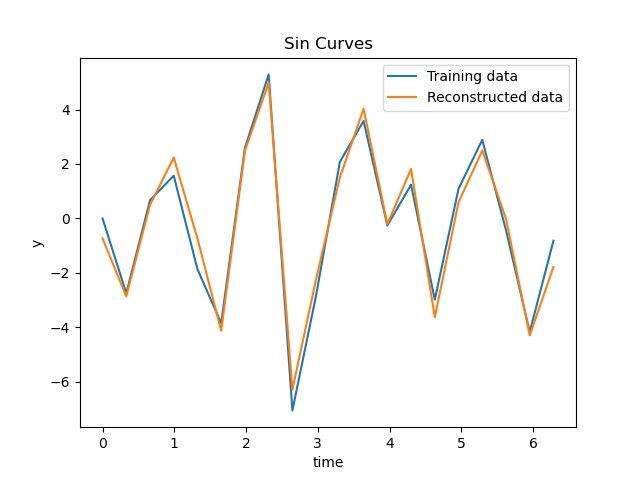 Sin Curves
Training data
Reconstructed data
4
2
0
−2
−4
−6
y
0 1 2 3 4 5 6
time